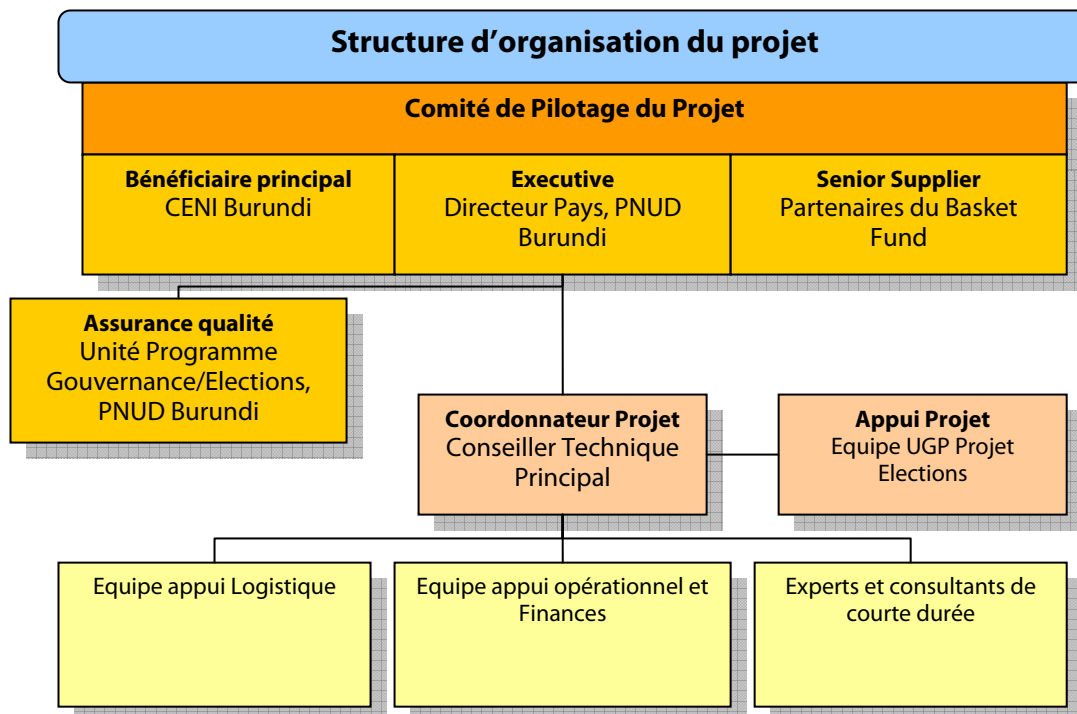 Structure d’organisation du projet
Comité de Pilotage du Projet
Bénéficiaire principal
CENI Burundi
Executive
Directeur Pays, PNUD
Burundi
Senior Supplier
Partenaires du Basket
Fund
Assurance qualité
Unité Programme
Gouvernance/Elections,
PNUD Burundi
Coordonnateur Projet
Conseiller Technique
Principal
Appui Projet
Equipe UGP Projet
Elections
Equipe appui Logistique
Equipe appui opérationnel et
Finances
Experts et consultants de
courte durée